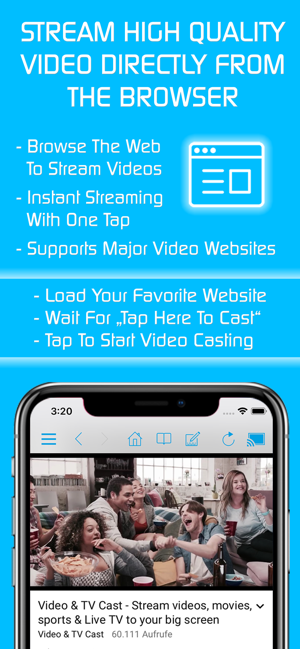 STREAM HIGH QUALITY
VIDEO DIRECTLY FROM
THE BROWSER
- Browse The Web
To Stream Videos
- Instant Streaming
With One Tap
- Supports Major Video Websites
- Load Your Favorite Website
- Wait For „Tap Here To Cast“
- Tap To Start Video Casting
3:20
Video & TV Cast - Stream videos, movies,
sports & Live TV to your big screen
Video & TV Cast 60.111 Aufrufe